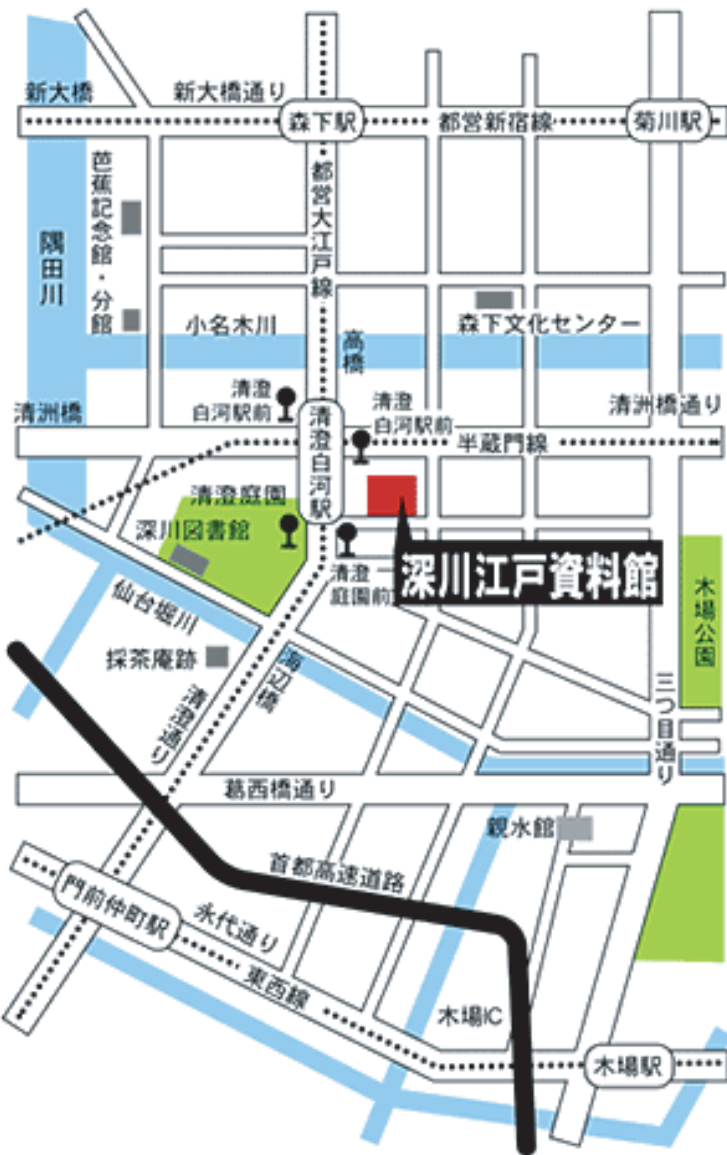 新大橋
新大橋通り
森下駅
都営新宿線
菊川駅
芭蕉記念館・分館
都営大江戸線
隅田川
小名木川
森下文化センター
高橋
清澄
白河駅前
清澄
白河駅前
清洲橋
清洲橋通り
清澄白河駅
半蔵門線
清澄庭園
深川図書館
清澄
庭園前
深川江戸資料館
木場公園
仙台堀川
採茶庵跡
海辺橋
清澄通り
三つ目通り
葛西橋通り
親水館
首都高速道路
門前仲町駅
永代通り
東西線
木場IC
木場駅